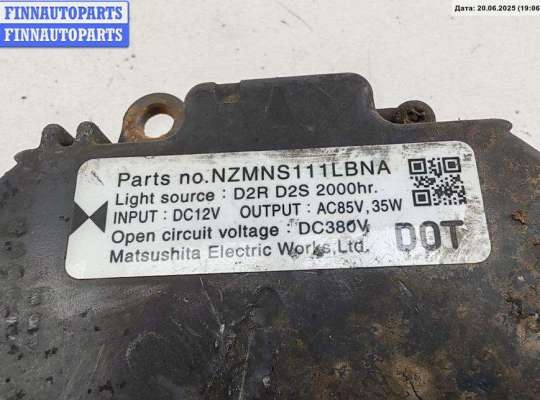 FINNAUTOPARTS
FINNAUTOPARTS
FINNAUTOPARTS
Дата: 20.06.2025 (19:06
Parts no.NZMNS111LBNA
Light source : D2R D2S 2000hr.
INPUT : DC12V OUTPUT : AC85V, 35W
Open circuit voltage : DC380V
Matsushita Electric Works,Ltd.
DOT